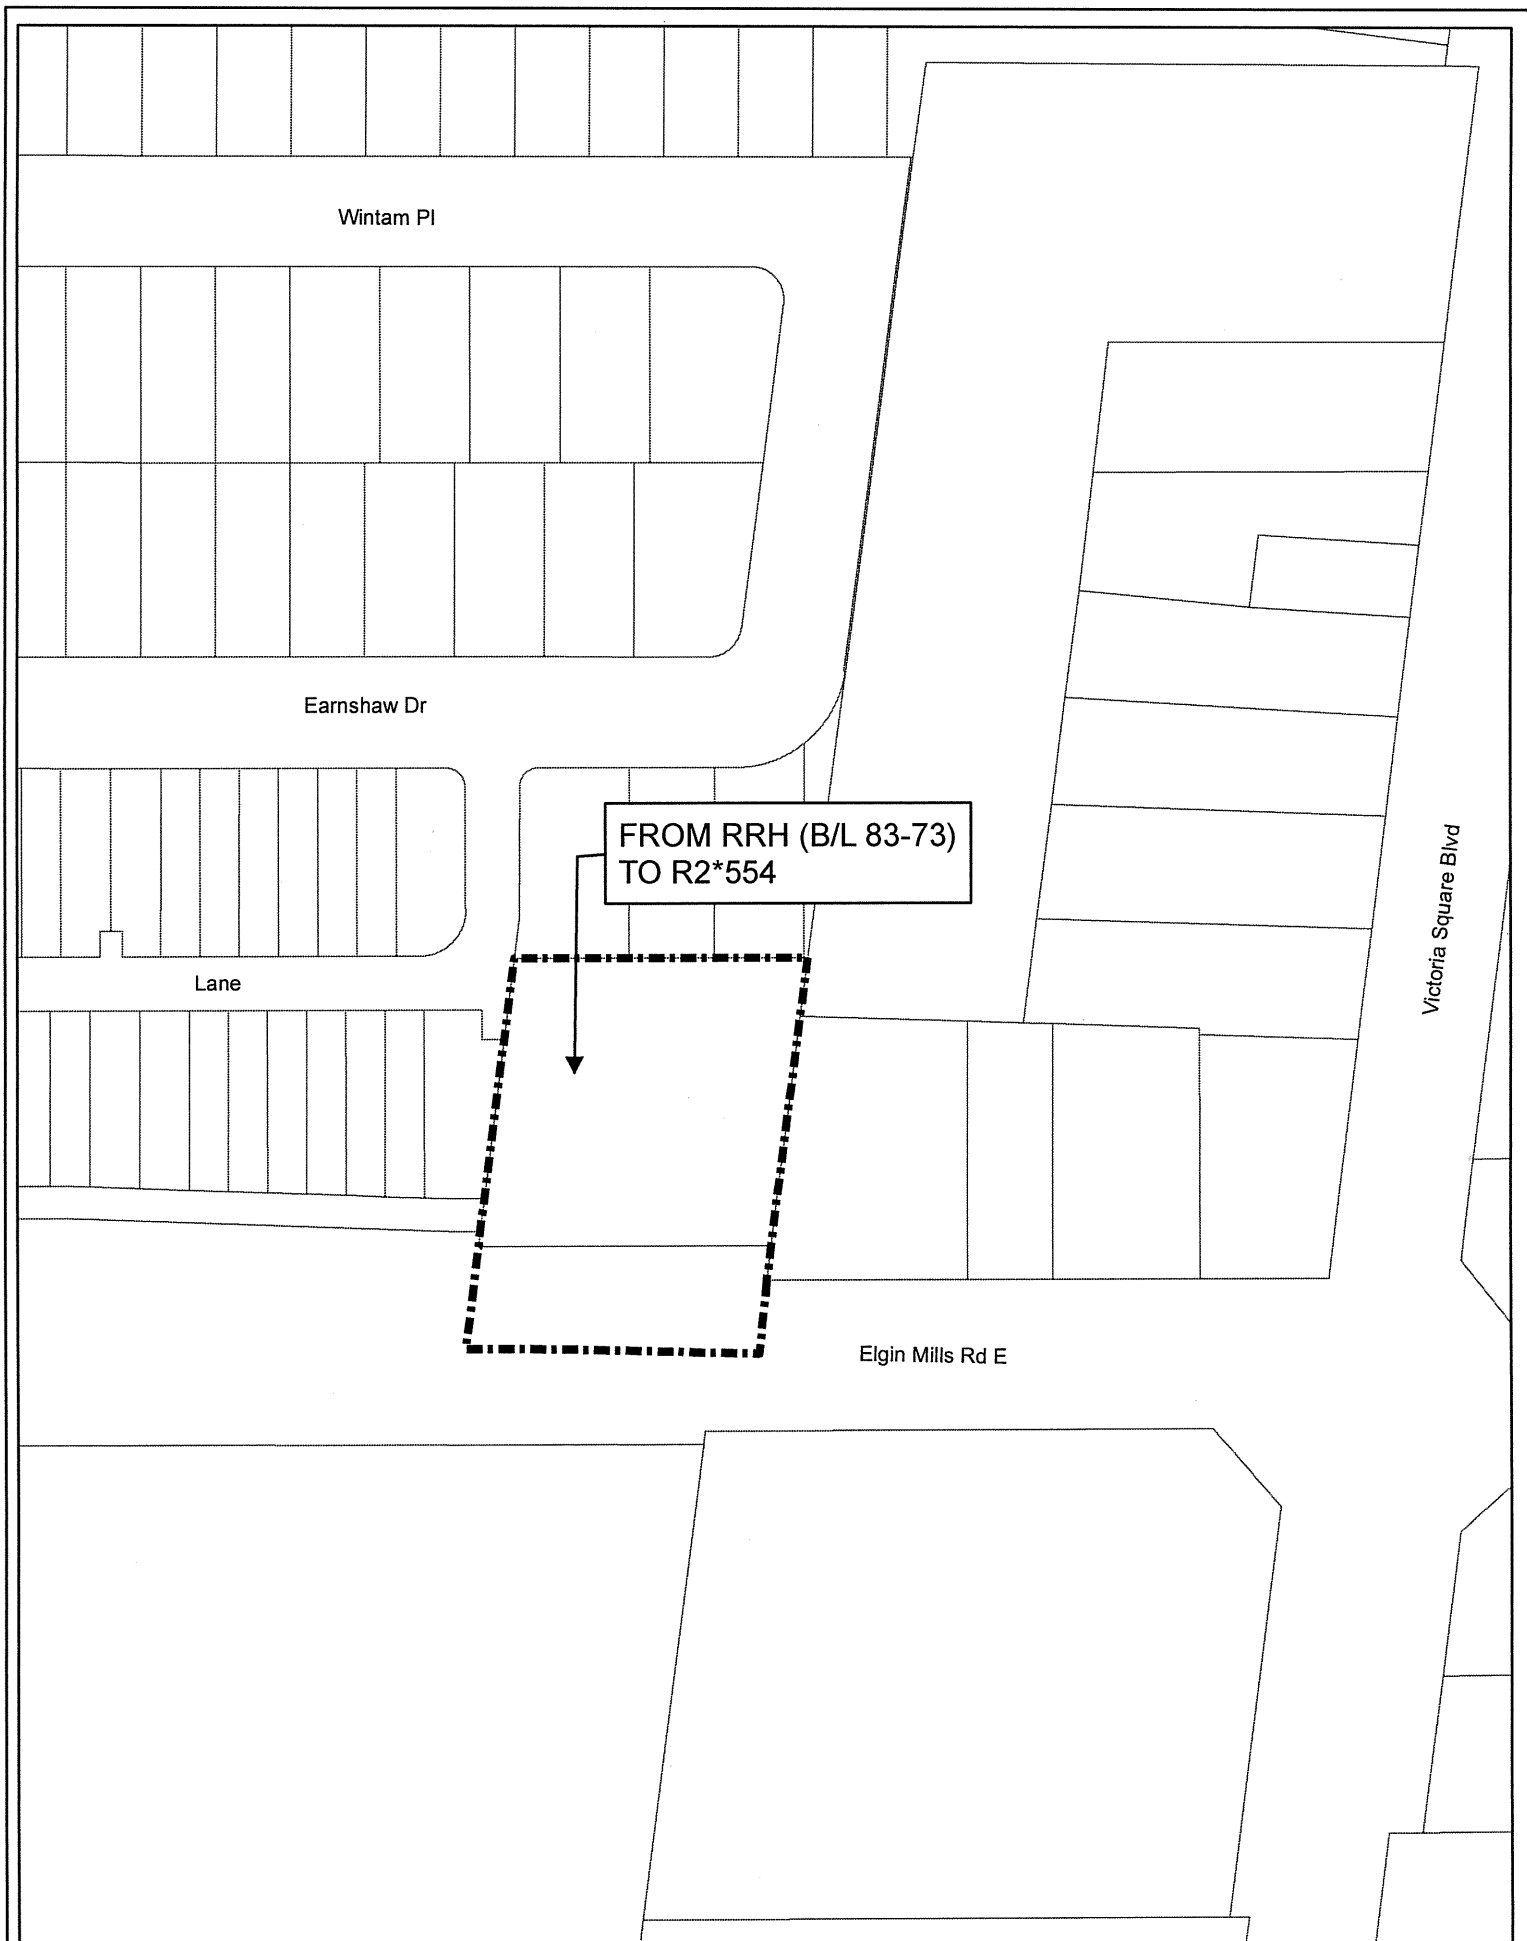 Wintam Pl
Earnshaw Dr
FROM RRH (B/L 83-73)
TO R2*554
Victoria Square Blvd
Lane
Elgin Mills Rd E